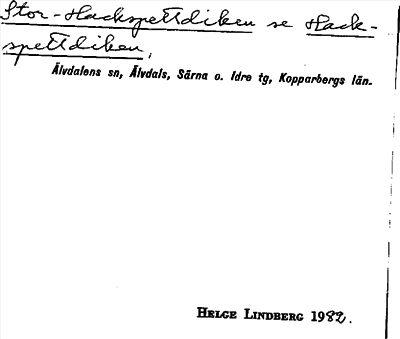 Stor-Hackspettdiken se Hack-
spettdiken,
Älvdalens sn, Älvdals, Särna o. Idre tg, Kopparbergs län.
HELGE LINDBERG 1982.